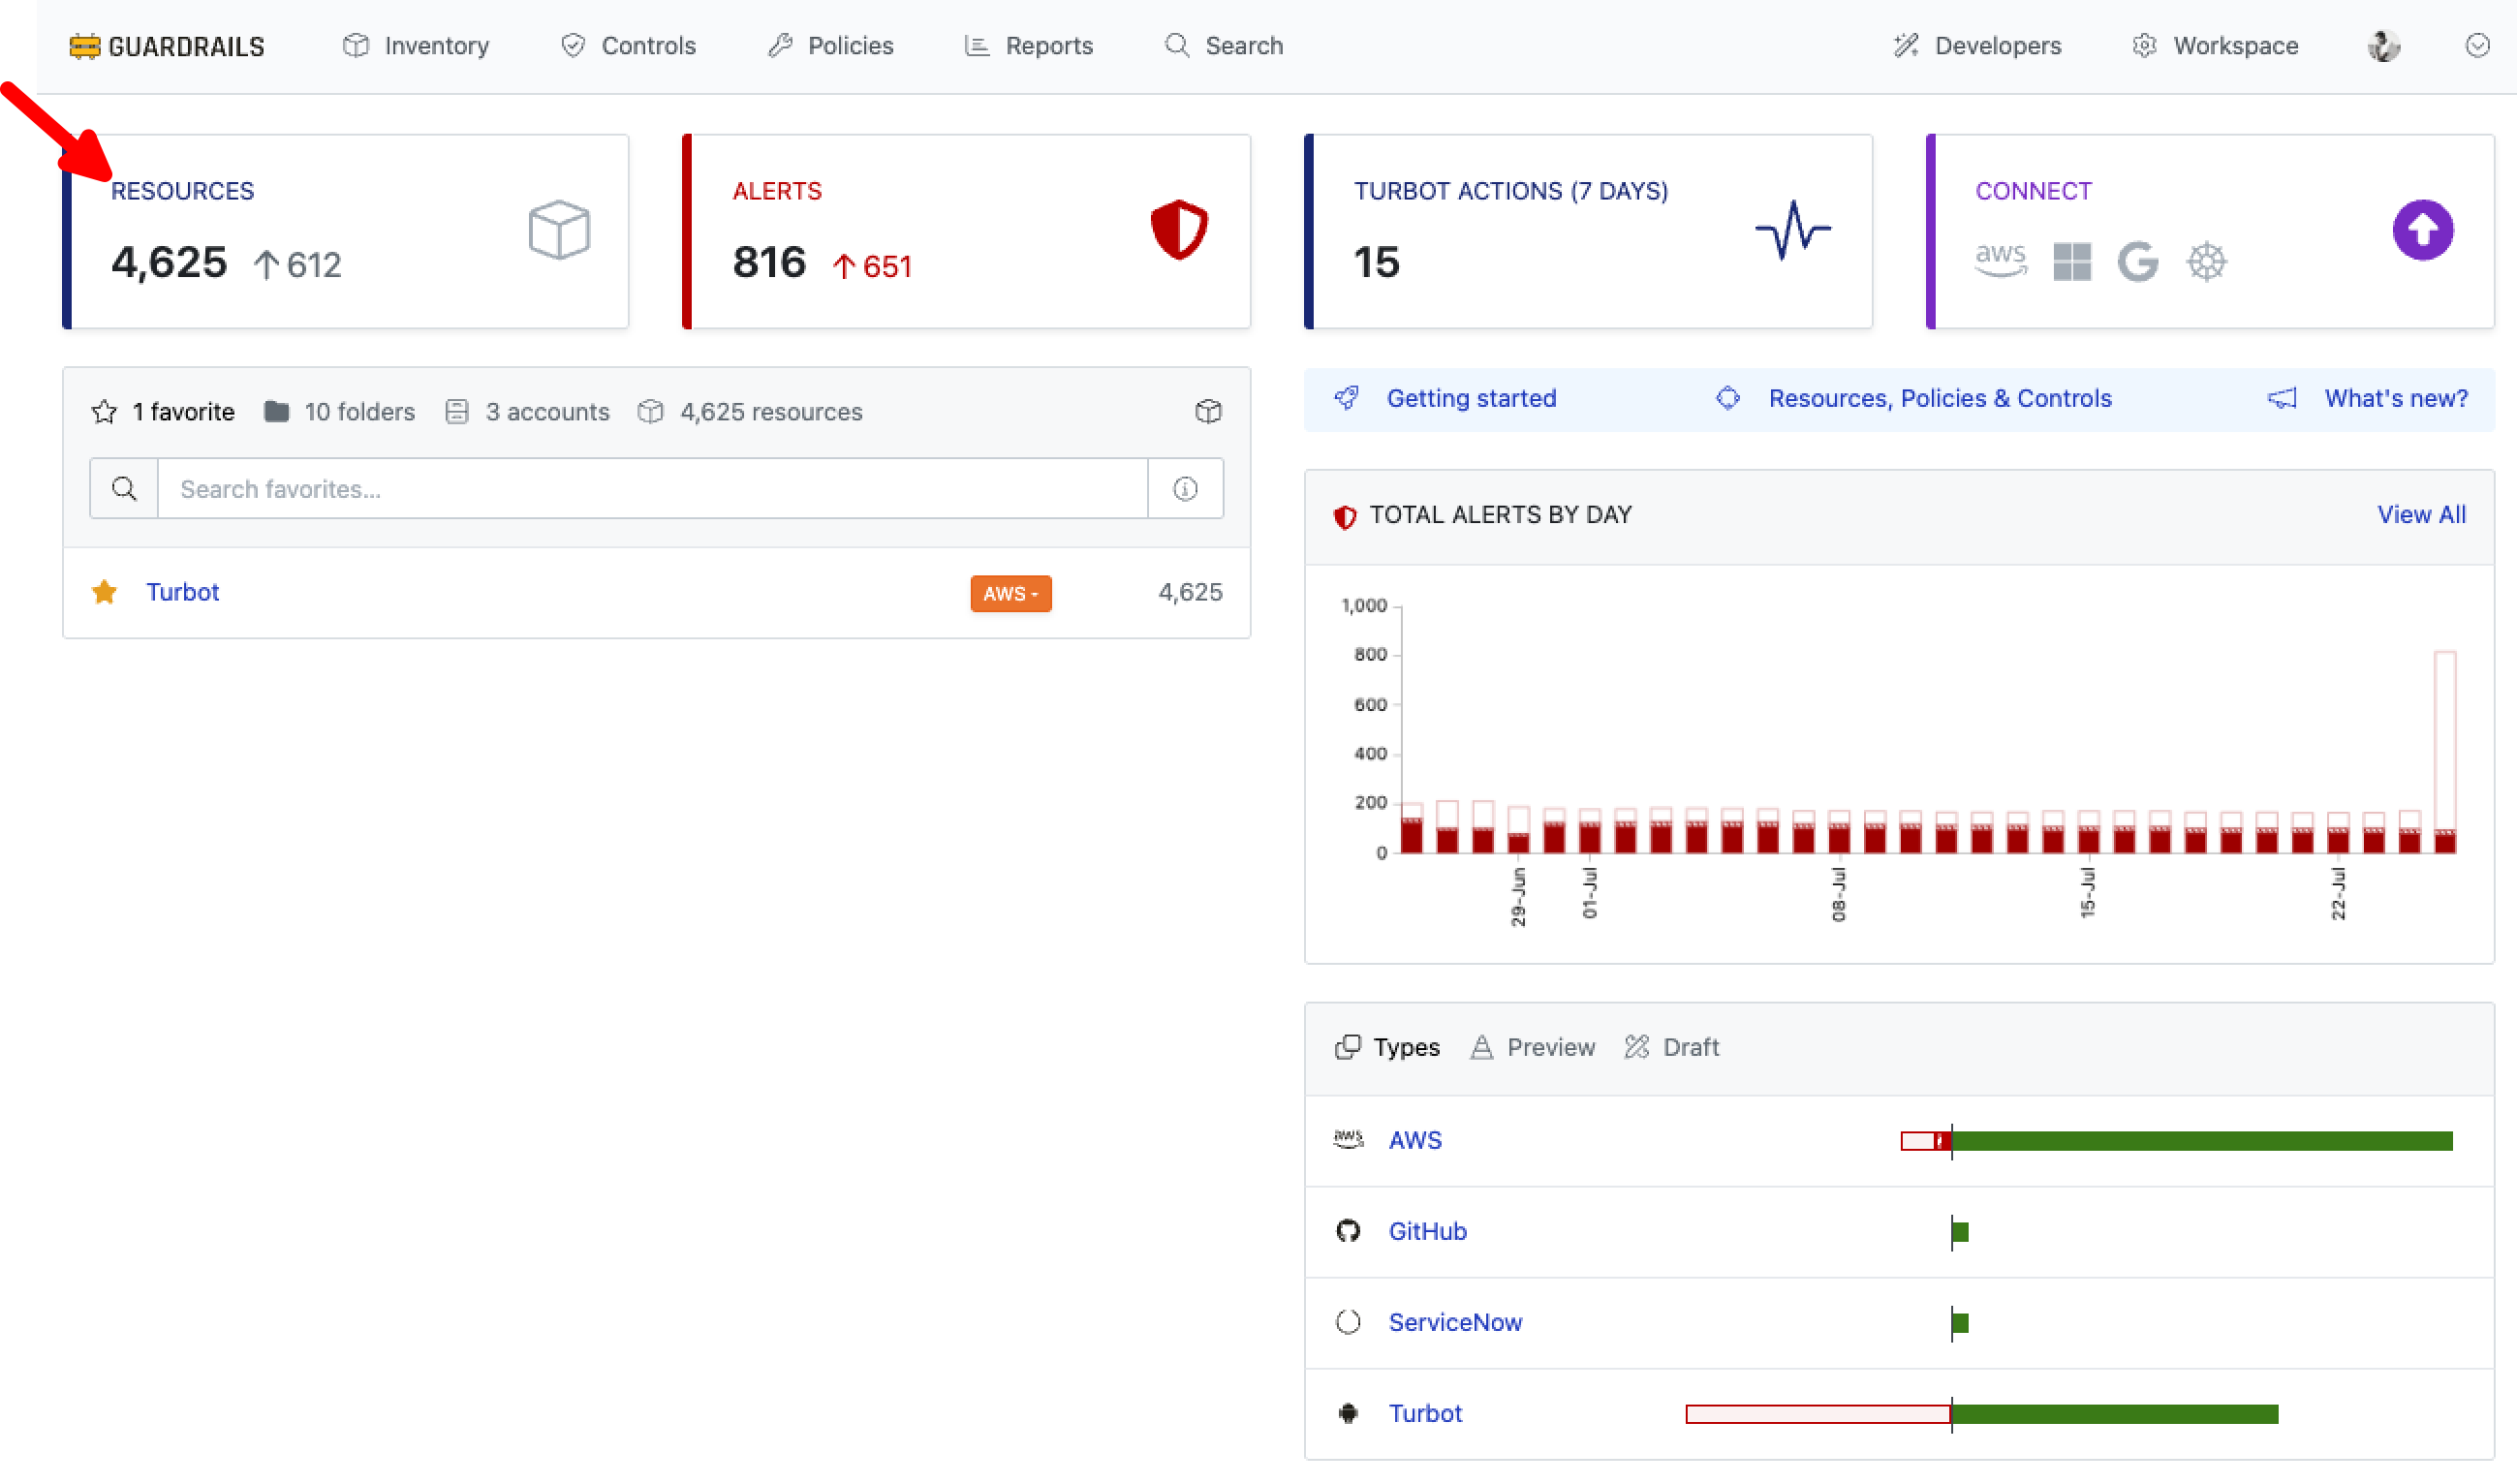 GUARDRAILS Inventory Controls Policies Reports Search Developers Workspace
RESOURCES
4,625 ↑612
ALERTS
816 ↑651
TURBOT ACTIONS (7 DAYS)
15
CONNECT
aws
1 favorite 10 folders 3 accounts 4,625 resources
Search favorites...
Turbot AWS - 4,625
Getting started Resources, Policies & Controls What's new?
TOTAL ALERTS BY DAY View All
1,000
800
600
400
200
0
29-Jun 01-Jul 08-Jul 15-Jul 22-Jul
Types Preview Draft
aws AWS
GitHub
ServiceNow
Turbot